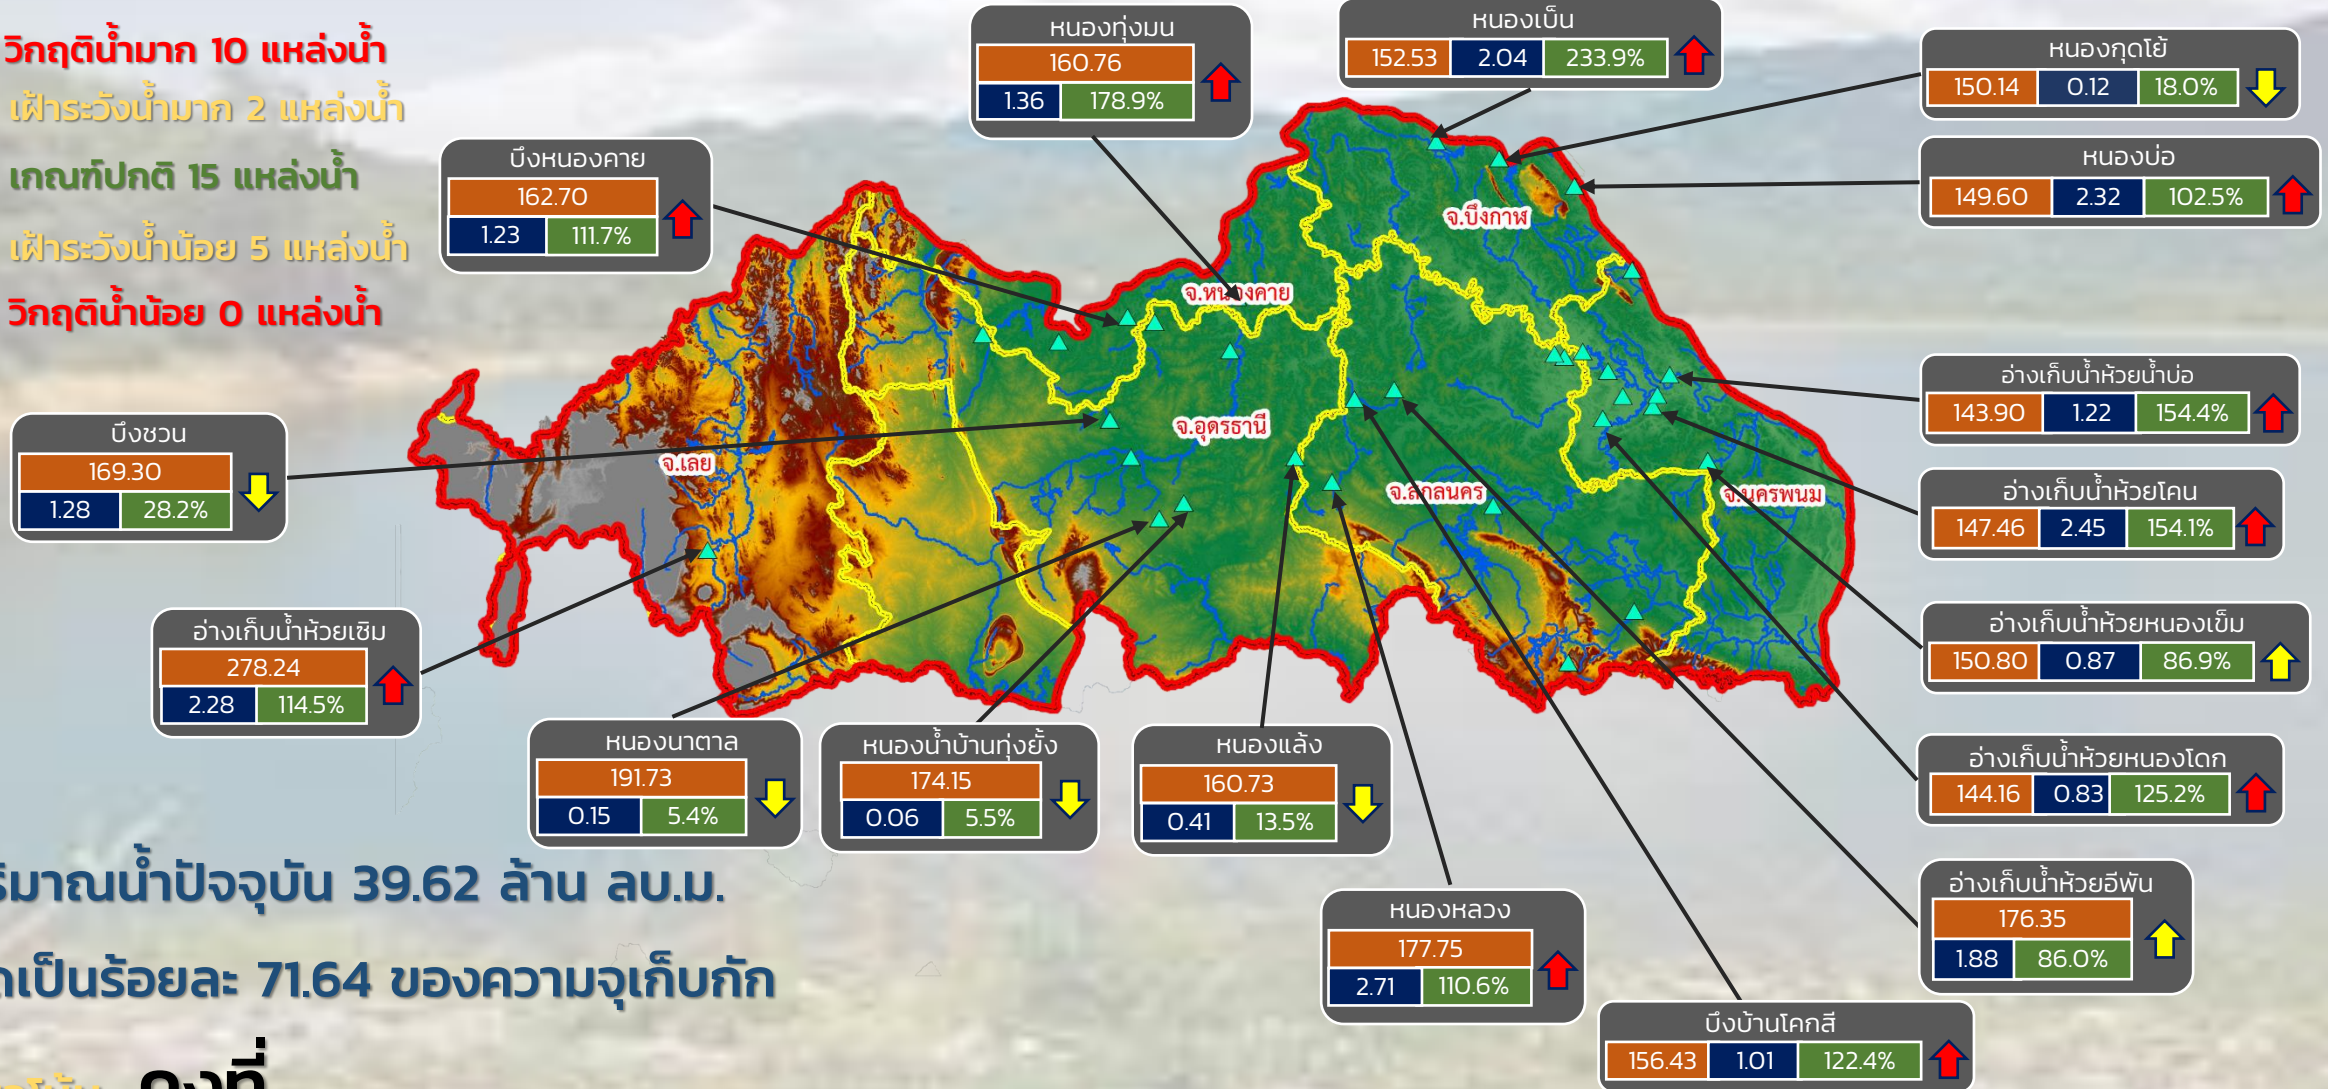 วิกฤติน้ำมาก 10 แหล่งน้ำ
เฝ้าระวังน้ำมาก 2 แหล่งน้ำ
เกณฑ์ปกติ 15 แหล่งน้ำ
เฝ้าระวังน้ำน้อย 5 แหล่งน้ำ
วิกฤติน้ำน้อย 0 แหล่งน้ำ
หนองทุ่งมน
160.76
1.36 178.9%
หนองเบ็น
152.53 2.04 233.9%
หนองกุดโย้
150.14 0.12 18.0%
หนองบ่อ
149.60 2.32 102.5%
บึงหนองคาย
162.70
1.23 111.7%
จ.บึงกาฬ
จ.หนองคาย
จ.อุดรธานี
จ.เลย
จ.สกลนคร
จ.นครพนม
อ่างเก็บน้ำห้วยน้ำบ่อ
143.90 1.22 154.4%
บึงชวน
169.30
1.28 28.2%
อ่างเก็บน้ำห้วยโคน
147.46 2.45 154.1%
อ่างเก็บน้ำห้วยเซิม
278.24
2.28 114.5%
อ่างเก็บน้ำห้วยหนองเข็ม
150.80 0.87 86.9%
หนองนาตาล
191.73
0.15 5.4%
หนองน้ำบ้านทุ่งยั้ง
174.15
0.06 5.5%
หนองแล้ง
160.73
0.41 13.5%
อ่างเก็บน้ำห้วยหนองโดก
144.16 0.83 125.2%
อ่างเก็บน้ำห้วยอีพัน
176.35
1.88 86.0%
หนองหลวง
177.75
2.71 110.6%
บึงบ้านโคกสี
156.43 1.01 122.4%
ริมาณน้ำปัจจุบัน 39.62 ล้าน ลบ.ม.
ดเป็นร้อยละ 71.64 ของความจุเก็บกัก
คงที่